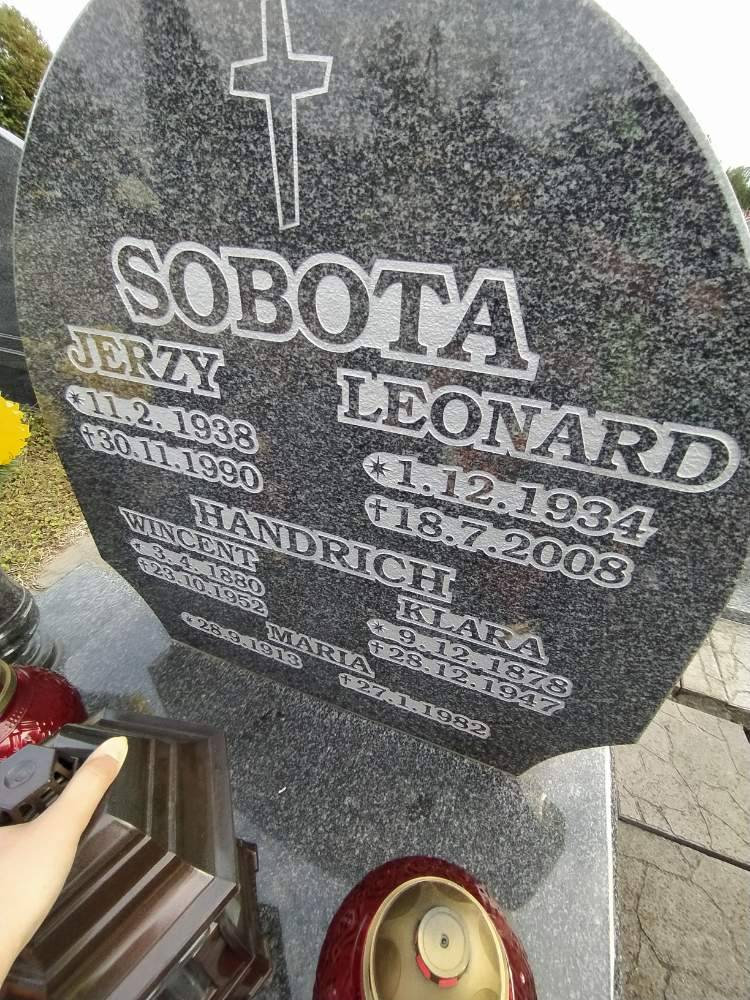 SOBOTA
JERZY
*11.2.1938
†30.11.1990
LEONARD
*1.12.1934
†18.7.2008
HANDRICH
WINCENT
* 3.4.1880
†23.10.1952
KLARA
* 9.12.1878
†28.12.1947
MARIA
*28.9.1913
†27.1.1982